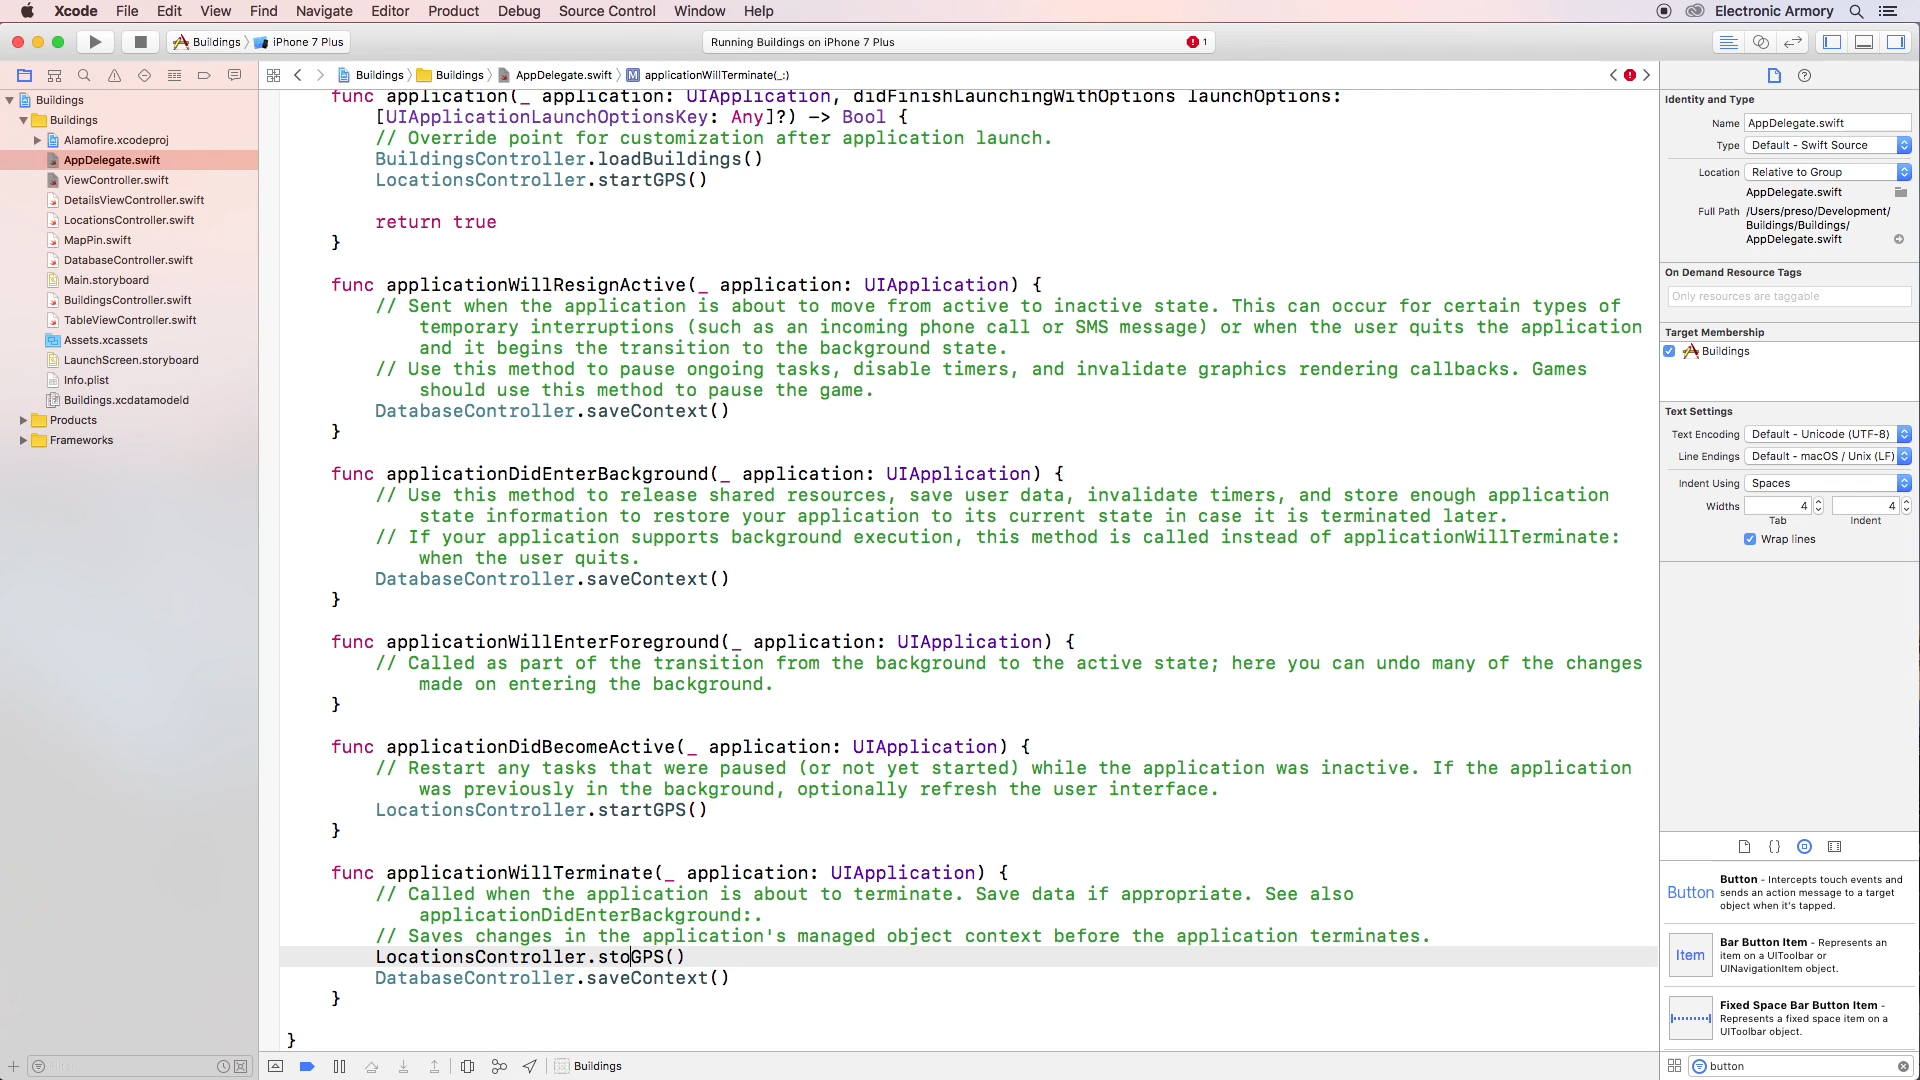 Xcode File Edit View Find Navigate Editor Product Debug Source Control Window Help Electronic Armory
Buildings iPhone 7 Plus Running Buildings on iPhone 7 Plus 1
Buildings Buildings AppDelegate.swift M applicationWillTerminate(_:)
Buildings
Buildings
Alamofire.xcodeproj
AppDelegate.swift
ViewController.swift
DetailsViewController.swift
LocationsController.swift
MapPin.swift
DatabaseController.swift
Main.storyboard
BuildingsController.swift
TableViewController.swift
Assets.xcassets
LaunchScreen.storyboard
Info.plist
Buildings.xcdatamodeld
Products
Frameworks
Filter
func application(_ application: UIApplication, didFinishLaunchingWithOptions launchOptions:
[UIApplicationLaunchOptionsKey: Any]?) -> Bool {
// Override point for customization after application launch.
BuildingsController.loadBuildings()
LocationsController.startGPS()
return true
}
func applicationWillResignActive(_ application: UIApplication) {
// Sent when the application is about to move from active to inactive state. This can occur for certain types of
temporary interruptions (such as an incoming phone call or SMS message) or when the user quits the application
and it begins the transition to the background state.
// Use this method to pause ongoing tasks, disable timers, and invalidate graphics rendering callbacks. Games
should use this method to pause the game.
DatabaseController.saveContext()
}
func applicationDidEnterBackground(_ application: UIApplication) {
// Use this method to release shared resources, save user data, invalidate timers, and store enough application
state information to restore your application to its current state in case it is terminated later.
// If your application supports background execution, this method is called instead of applicationWillTerminate:
when the user quits.
DatabaseController.saveContext()
}
func applicationWillEnterForeground(_ application: UIApplication) {
// Called as part of the transition from the background to the active state; here you can undo many of the changes
made on entering the background.
}
func applicationDidBecomeActive(_ application: UIApplication) {
// Restart any tasks that were paused (or not yet started) while the application was inactive. If the application
was previously in the background, optionally refresh the user interface.
LocationsController.startGPS()
}
func applicationWillTerminate(_ application: UIApplication) {
// Called when the application is about to terminate. Save data if appropriate. See also
applicationDidEnterBackground:.
// Saves changes in the application's managed object context before the application terminates.
LocationsController.stoGPS()
DatabaseController.saveContext()
}
}
Buildings
Identity and Type
Name AppDelegate.swift
Type Default - Swift Source
Location Relative to Group
AppDelegate.swift
Full Path /Users/preso/Development/
Buildings/Buildings/
AppDelegate.swift
On Demand Resource Tags
Only resources are taggable
Target Membership
Buildings
Text Settings
Text Encoding Default - Unicode (UTF-8)
Line Endings Default - macOS / Unix (LF)
Indent Using Spaces
Widths 4 4
Tab Indent
Wrap lines
Button Button - Intercepts touch events and
sends an action message to a target
object when it's tapped.
Item Bar Button Item - Represents an
item on a UIToolbar or
UINavigationItem object.
Fixed Space Bar Button Item -
Represents a fixed space item on a
UIToolbar object.
button